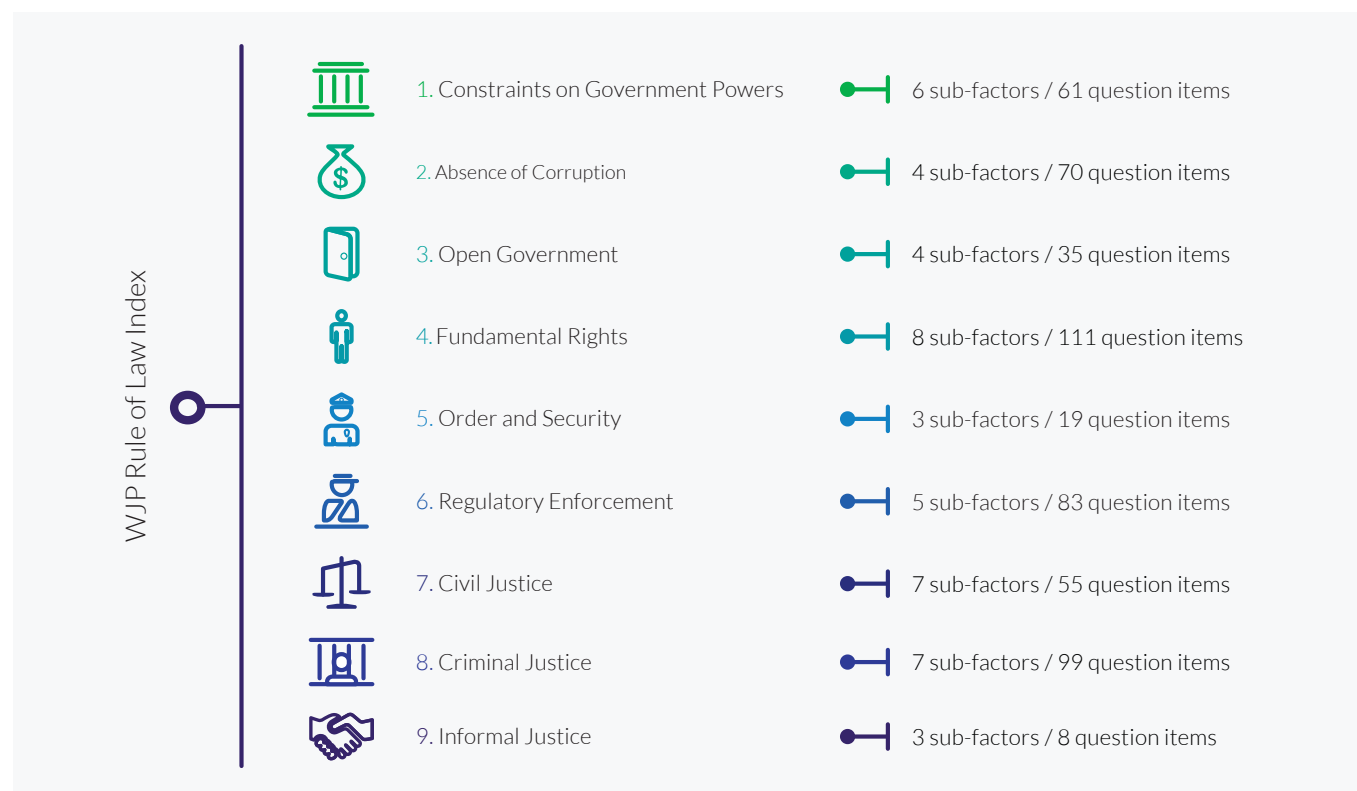 WJP Rule of Law Index
1. Constraints on Government Powers
6 sub-factors / 61 question items
2. Absence of Corruption
4 sub-factors / 70 question items
3. Open Government
4 sub-factors / 35 question items
4. Fundamental Rights
8 sub-factors / 111 question items
5. Order and Security
3 sub-factors / 19 question items
6. Regulatory Enforcement
5 sub-factors / 83 question items
7. Civil Justice
7 sub-factors / 55 question items
8. Criminal Justice
7 sub-factors / 99 question items
9. Informal Justice
3 sub-factors / 8 question items
$